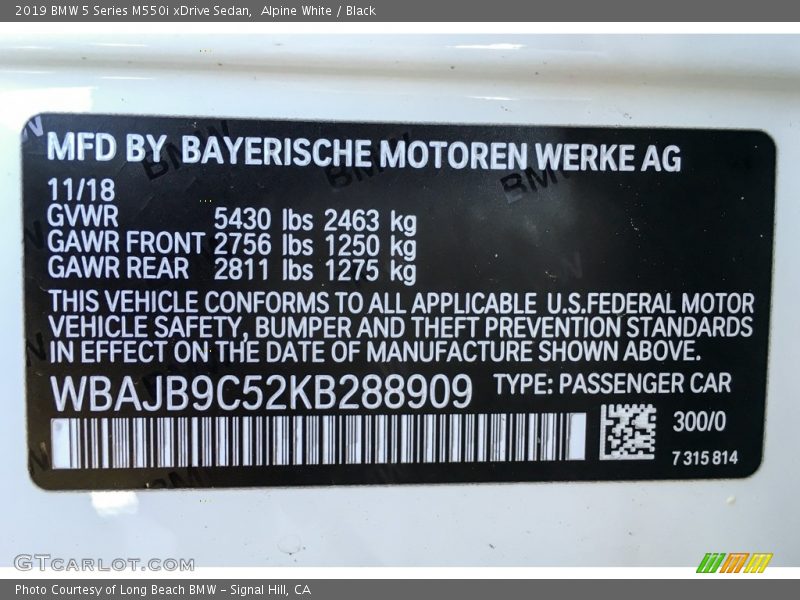 2019 BMW 5 Series M550i xDrive Sedan,  Alpine White / Black
MFD BY BAYERISCHE MOTOREN WERKE AG
11/18
GVWR 5430 lbs 2463 kg
GAWR FRONT 2756 lbs 1250 kg
GAWR REAR 2811 lbs 1275 kg
THIS VEHICLE CONFORMS TO ALL APPLICABLE U.S.FEDERAL MOTOR
VEHICLE SAFETY, BUMPER AND THEFT PREVENTION STANDARDS
IN EFFECT ON THE DATE OF MANUFACTURE SHOWN ABOVE.
WBAJB9C52KB288909 TYPE: PASSENGER CAR
300/0
7 315 814
GTCARLOT.COM
Photo Courtesy of Long Beach BMW – Signal Hill, CA